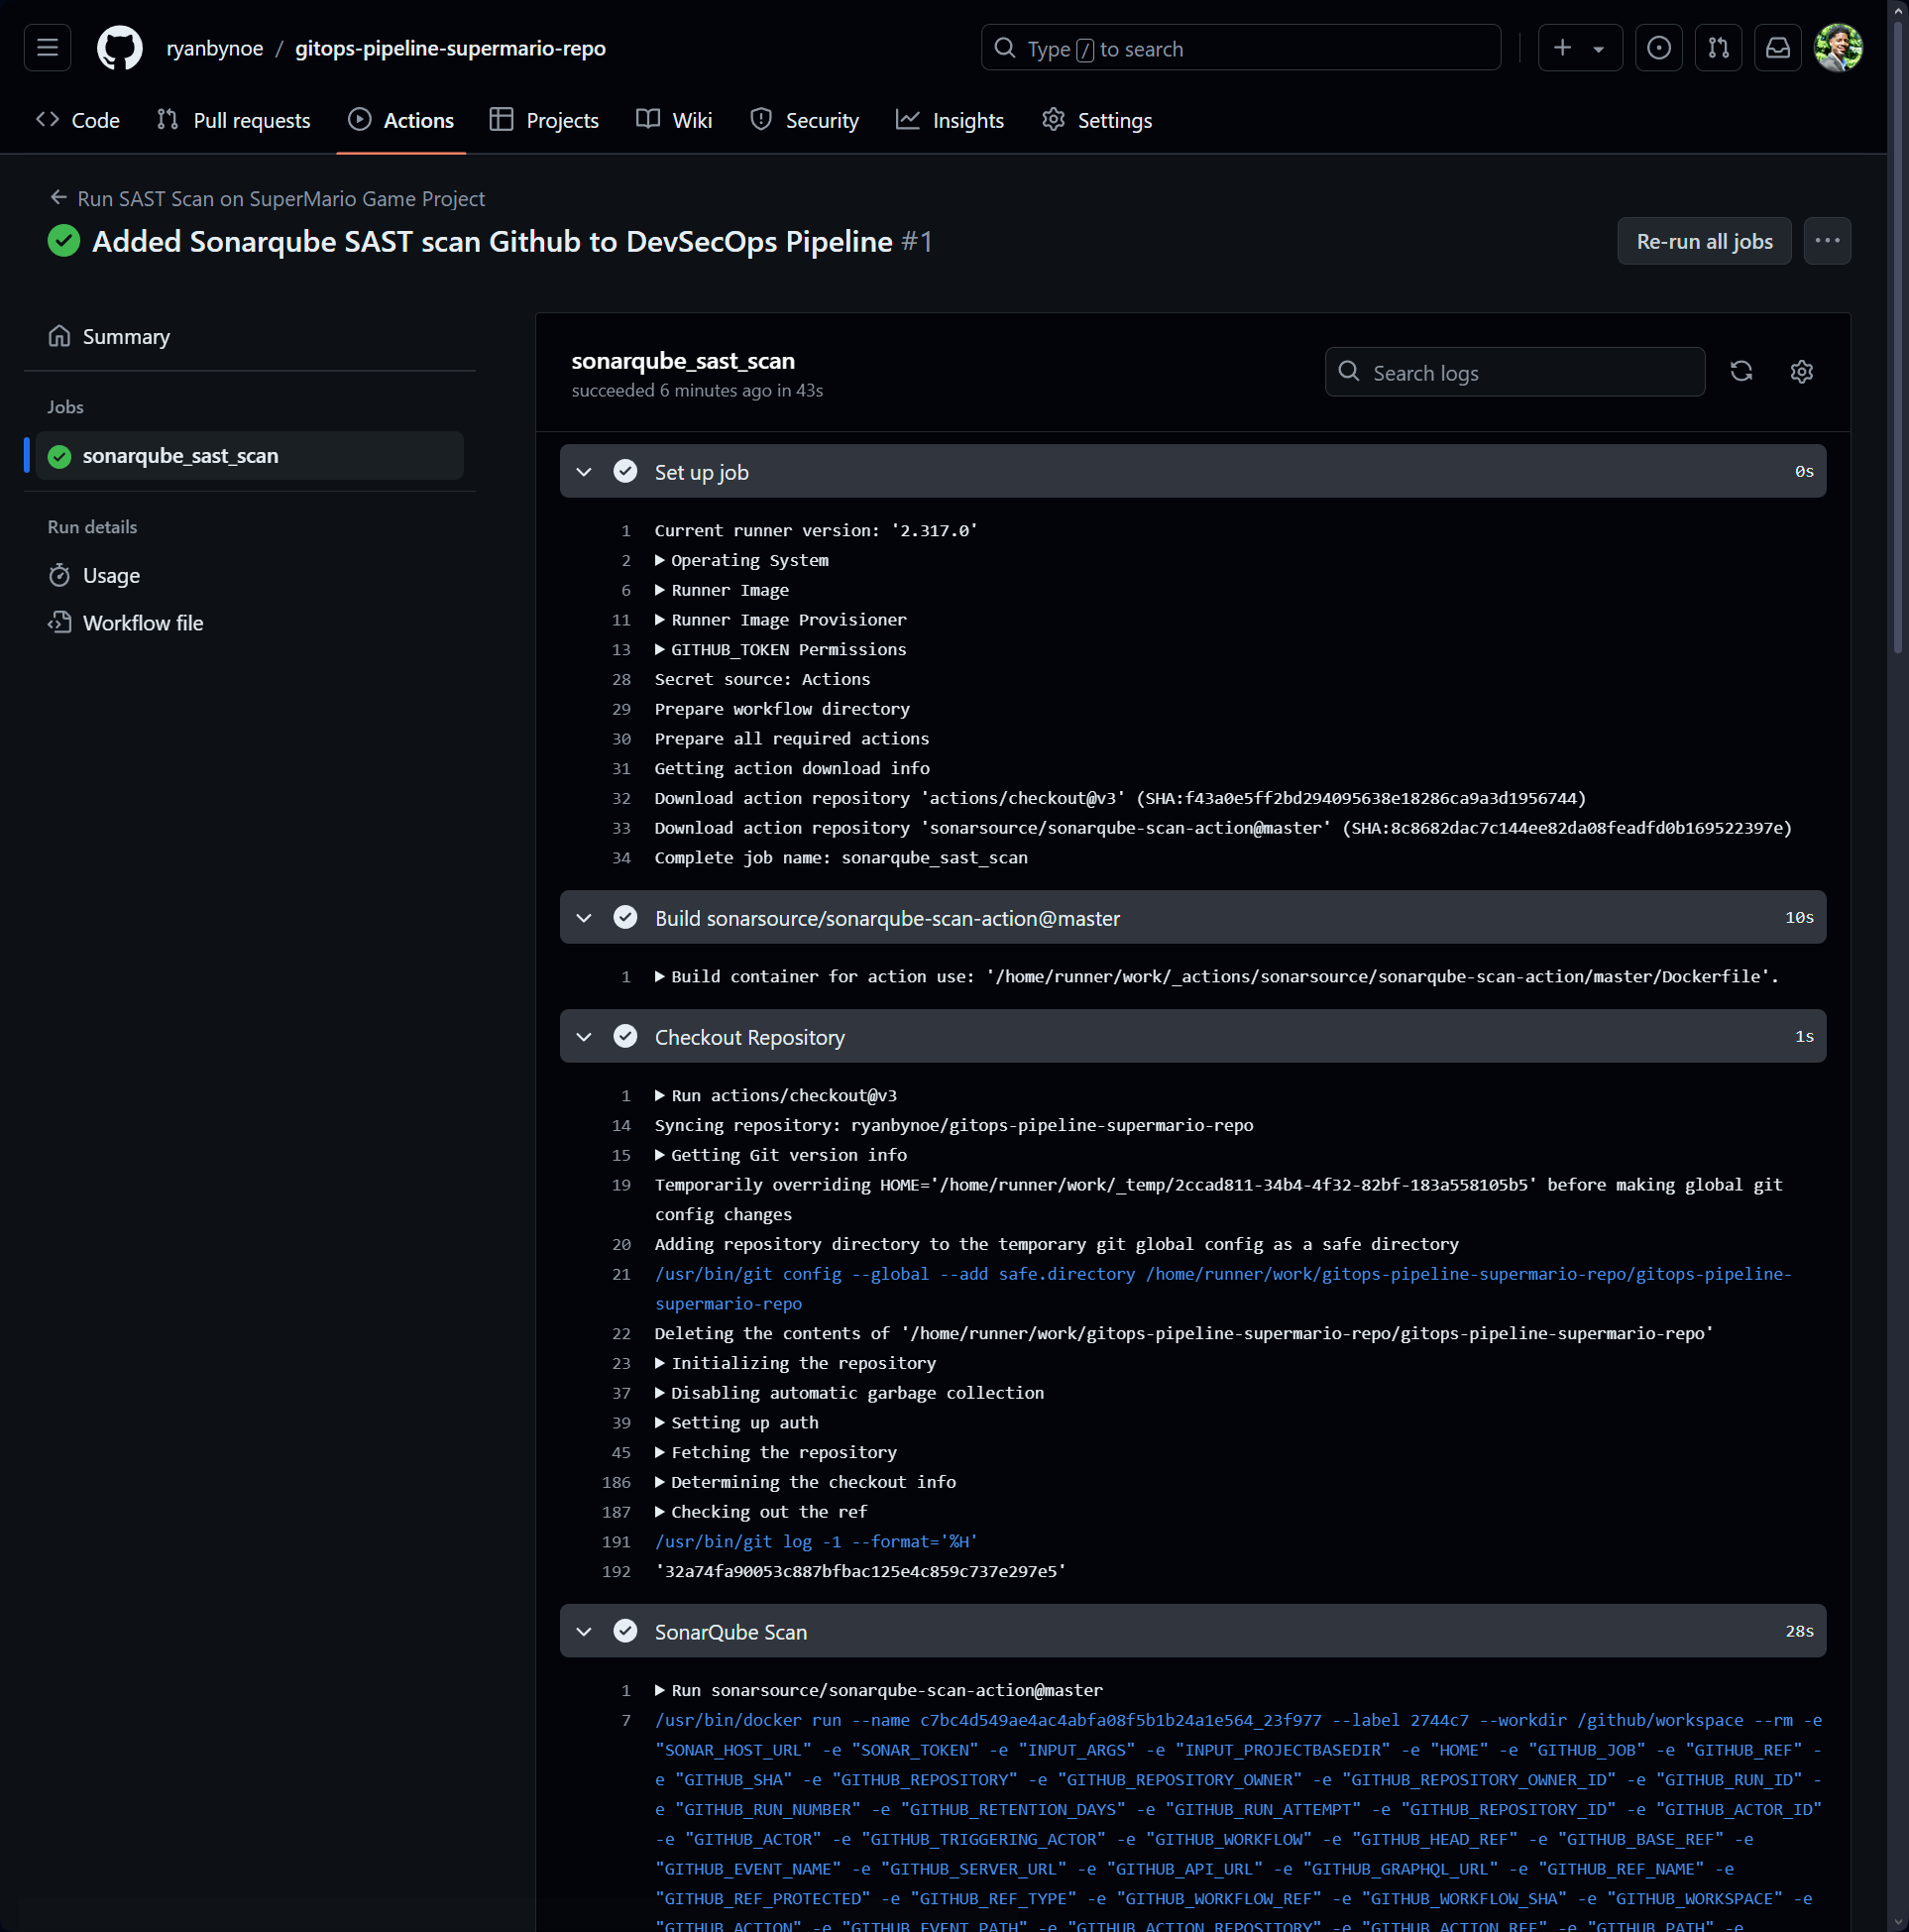 ryanbynoe / gitops-pipeline-supermario-repo
Type / to search
Code
Pull requests
Actions
Projects
Wiki
Security
Insights
Settings
Run SAST Scan on SuperMario Game Project
Added Sonarqube SAST scan Github to DevSecOps Pipeline #1
Re-run all jobs
Summary
Jobs
sonarqube_sast_scan
Run details
Usage
Workflow file
sonarqube_sast_scan
succeeded 6 minutes ago in 43s
Search logs
Set up job 0s
1 Current runner version: '2.317.0'
2 Operating System
6 Runner Image
11 Runner Image Provisioner
13 GITHUB_TOKEN Permissions
28 Secret source: Actions
29 Prepare workflow directory
30 Prepare all required actions
31 Getting action download info
32 Download action repository 'actions/checkout@v3' (SHA:f43a0e5ff2bd294095638e18286ca9a3d1956744)
33 Download action repository 'sonarsource/sonarqube-scan-action@master' (SHA:8c8682dac7c144ee82da08feadfd0b169522397e)
34 Complete job name: sonarqube_sast_scan
Build sonarsource/sonarqube-scan-action@master 10s
1 Build container for action use: '/home/runner/work/_actions/sonarsource/sonarqube-scan-action/master/Dockerfile'.
Checkout Repository 1s
1 Run actions/checkout@v3
14 Syncing repository: ryanbynoe/gitops-pipeline-supermario-repo
15 Getting Git version info
19 Temporarily overriding HOME='/home/runner/work/_temp/2ccad811-34b4-4f32-82bf-183a558105b5' before making global git
config changes
20 Adding repository directory to the temporary git global config as a safe directory
21 /usr/bin/git config --global --add safe.directory /home/runner/work/gitops-pipeline-supermario-repo/gitops-pipeline-
supermario-repo
22 Deleting the contents of '/home/runner/work/gitops-pipeline-supermario-repo/gitops-pipeline-supermario-repo'
23 Initializing the repository
37 Disabling automatic garbage collection
39 Setting up auth
45 Fetching the repository
186 Determining the checkout info
187 Checking out the ref
191 /usr/bin/git log -1 --format='%H'
192 '32a74fa90053c887bfbac125e4c859c737e297e5'
SonarQube Scan 28s
1 Run sonarsource/sonarqube-scan-action@master
7 /usr/bin/docker run --name c7bc4d549ae4ac4abfa08f5b1b24a1e564_23f977 --label 2744c7 --workdir /github/workspace --rm -e
"SONAR_HOST_URL" -e "SONAR_TOKEN" -e "INPUT_ARGS" -e "INPUT_PROJECTBASEDIR" -e "HOME" -e "GITHUB_JOB" -e "GITHUB_REF" -
e "GITHUB_SHA" -e "GITHUB_REPOSITORY" -e "GITHUB_REPOSITORY_OWNER" -e "GITHUB_REPOSITORY_OWNER_ID" -e "GITHUB_RUN_ID" -
e "GITHUB_RUN_NUMBER" -e "GITHUB_RETENTION_DAYS" -e "GITHUB_RUN_ATTEMPT" -e "GITHUB_REPOSITORY_ID" -e "GITHUB_ACTOR_ID"
-e "GITHUB_ACTOR" -e "GITHUB_TRIGGERING_ACTOR" -e "GITHUB_WORKFLOW" -e "GITHUB_HEAD_REF" -e "GITHUB_BASE_REF" -e
"GITHUB_EVENT_NAME" -e "GITHUB_SERVER_URL" -e "GITHUB_API_URL" -e "GITHUB_GRAPHQL_URL" -e "GITHUB_REF_NAME" -e
"GITHUB_REF_PROTECTED" -e "GITHUB_REF_TYPE" -e "GITHUB_WORKFLOW_REF" -e "GITHUB_WORKFLOW_SHA" -e "GITHUB_WORKSPACE" -e
"GITHUB_ACTION" -e "GITHUB_EVENT_PATH" -e "GITHUB_ACTION_REPOSITORY" -e "GITHUB_ACTION_REF" -e "GITHUB_PATH" -e